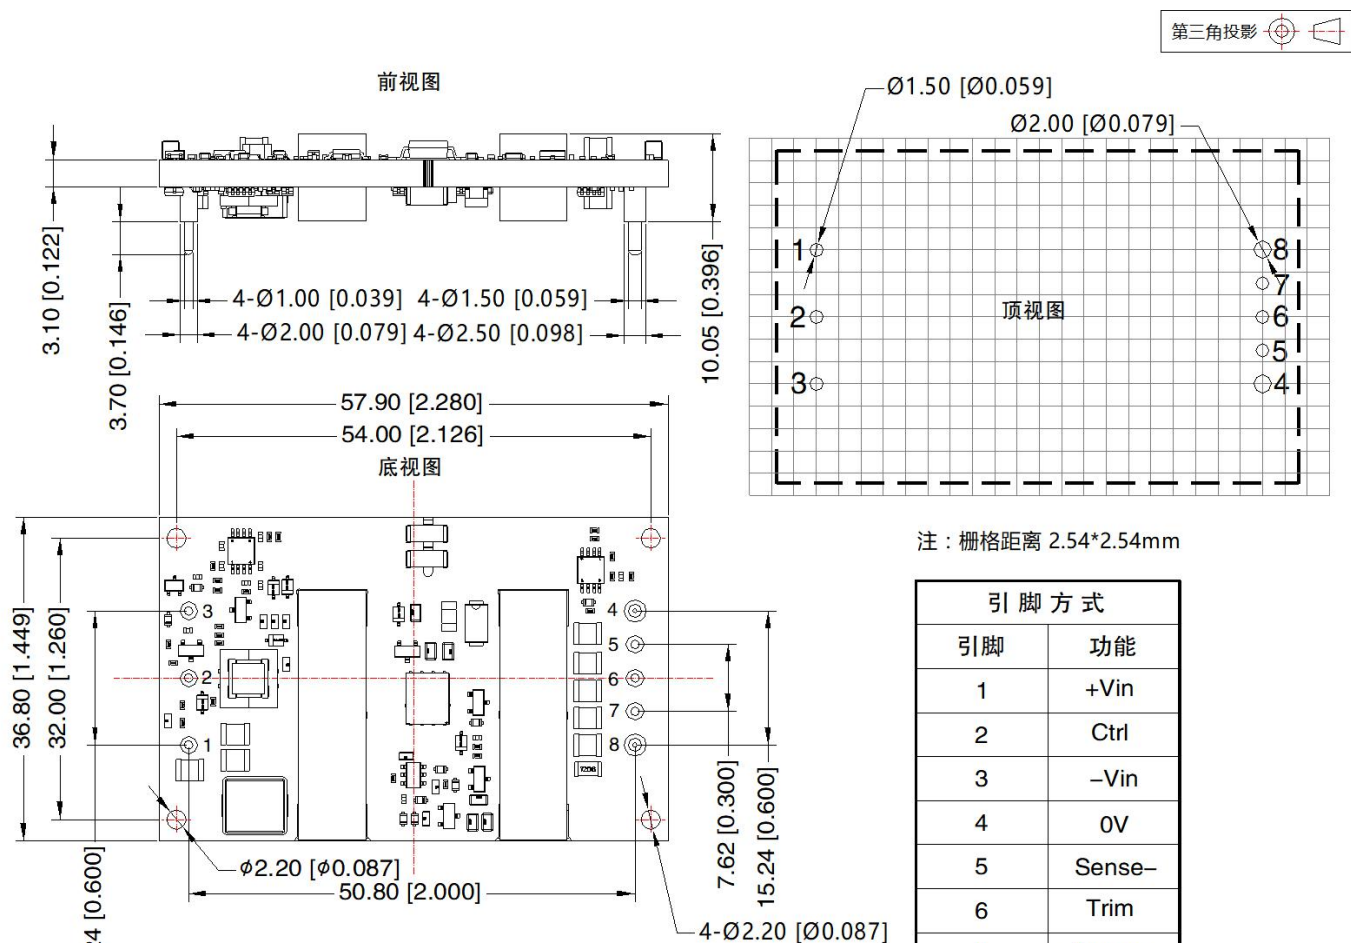 第三角投影
前视图
Ø1.50 [Ø0.059]
Ø2.00 [Ø0.079]
3.10 [0.122]
3.70 [0.146]
4-Ø1.00 [0.039]
4-Ø1.50 [0.059]
4-Ø2.00 [0.079]
4-Ø2.50 [0.098]
10.05 [0.396]
1
2
3
顶视图
8
7
6
5
4
57.90 [2.280]
54.00 [2.126]
底视图
36.80 [1.449]
32.00 [1.260]
3
2
1
4
5
6
7
8
7.62 [0.300]
15.24 [0.600]
ϕ2.20 [ϕ0.087]
50.80 [2.000]
24 [0.600]
4-Ø2.20 [Ø0.087]
注：栅格距离 2.54*2.54mm
引脚方式
引脚 功能
1 +Vin
2 Ctrl
3 –Vin
4 0V
5 Sense–
6 Trim